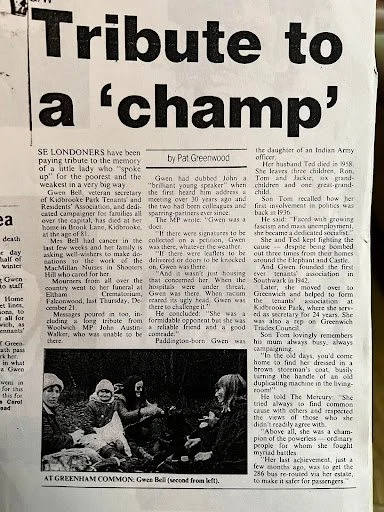 Tribute to
a ‘champ’
SE LONDONERS have been
paying tribute to the memory
of a little lady who "spoke
up" for the poorest and the
weakest in a very big way.
Gwen Bell, veteran secretary
of Kidbrooke Park Tenants' and
Residents' Association, and dedi-
cated campaigner for families all
over the capital, has died at her
home in Brook Lane, Kidbrooke,
at the age of 81.
Mrs Bell had cancer in the
last few weeks and her family is
asking well-wishers to make do-
nations to the work of the
MacMillan Nurses in Shooters
Hill who cared for her.
Mourners from all over the
country went to her funeral at
Eltham Crematorium,
Falconwood, last Thursday, De-
cember 21.
Messages poured in too, in-
cluding a long tribute from
Woolwich MP John Austin-
Walker, who was unable to be
there.
by Pat Greenwood
Gwen had dubbed John a
"brilliant young speaker" when
she first heard him address a
meeting over 30 years ago and
the two had been colleagues and
sparring-partners ever since.
The MP wrote: "Gwen was a
doer.
"If there were signatures to be
collected on a petition, Gwen
was there, whatever the weather.
"If there were leaflets to be
delivered or doors to be knocked
on, Gwen was there.
"And it wasn't just housing
that concerned her. When the
hospitals were under threat,
Gwen was there. When racism
reared its ugly head, Gwen was
there to challenge it."
He concluded: "She was a
formidable opponent but she was
a reliable friend and a good
comrade."
Paddington-born Gwen was
the daughter of an Indian Army
officer.
Her husband Ted died in 1958.
She leaves three children, Ron,
Tom and Jackie, six grand-
children and one great-grand-
child.
Son Tom recalled how her
first involvement in politics was
back in 1936.
He said: "Faced with growing
fascism and mass unemployment,
she became a dedicated socialist."
She and Ted kept fighting the
cause — despite being bombed
out three times from their homes
around the Elephant and Castle.
And Gwen founded the first
ever tenants' association in
Southwark in 1942.
Later, she moved over to
Greenwich and helped to form
the tenants' association at
Kidbrooke Park, where she serv-
ed as secretary for 24 years. She
was also a rep on Greenwich
Trades Council.
Son Tom lovingly remembers
his mum always busy, always
campaigning.
"In the old days, you'd come
home to find her dressed in a
brown storeman's coat, busily
turning the handle of an old
duplicating machine in the living-
room!"
He told The Mercury: "She
tried always to find common
cause with others and respected
the views of those who she
didn't readily agree with.
"Above all, she was a cham-
pion of the powerless — ordinary
people for whom she fought
myriad battles.
"Her last achievement, just a
few months ago, was to get the
286 bus re-routed via her estate,
to make it safer for passengers."
AT GREENHAM COMMON: Gwen Bell (second from left).